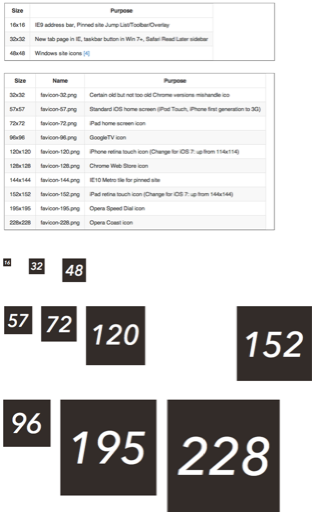 Size Purpose
16x16 IE9 address bar, Pinned site Jump List/Toolbar/Overlay
32x32 New tab page in IE, taskbar button in Win 7+, Safari Read Later sidebar
48x48 Windows site icons [4]
Size Name Purpose
32x32 favicon-32.png Certain old but not too old Chrome versions mishandle ico
57x57 favicon-57.png Standard iOS home screen (iPod Touch, iPhone first generation to 3G)
72x72 favicon-72.png iPad home screen icon
96x96 favicon-96.png GoogleTV icon
120x120 favicon-120.png iPhone retina touch icon (Change for iOS 7: up from 114x114)
128x128 favicon-128.png Chrome Web Store icon
144x144 favicon-144.png IE10 Metro tile for pinned site
152x152 favicon-152.png iPad retina touch icon (Change for iOS 7: up from 144x144)
195x195 favicon-195.png Opera Speed Dial icon
228x228 favicon-228.png Opera Coast icon
16 32 48
57 72 120 152
96 195 228